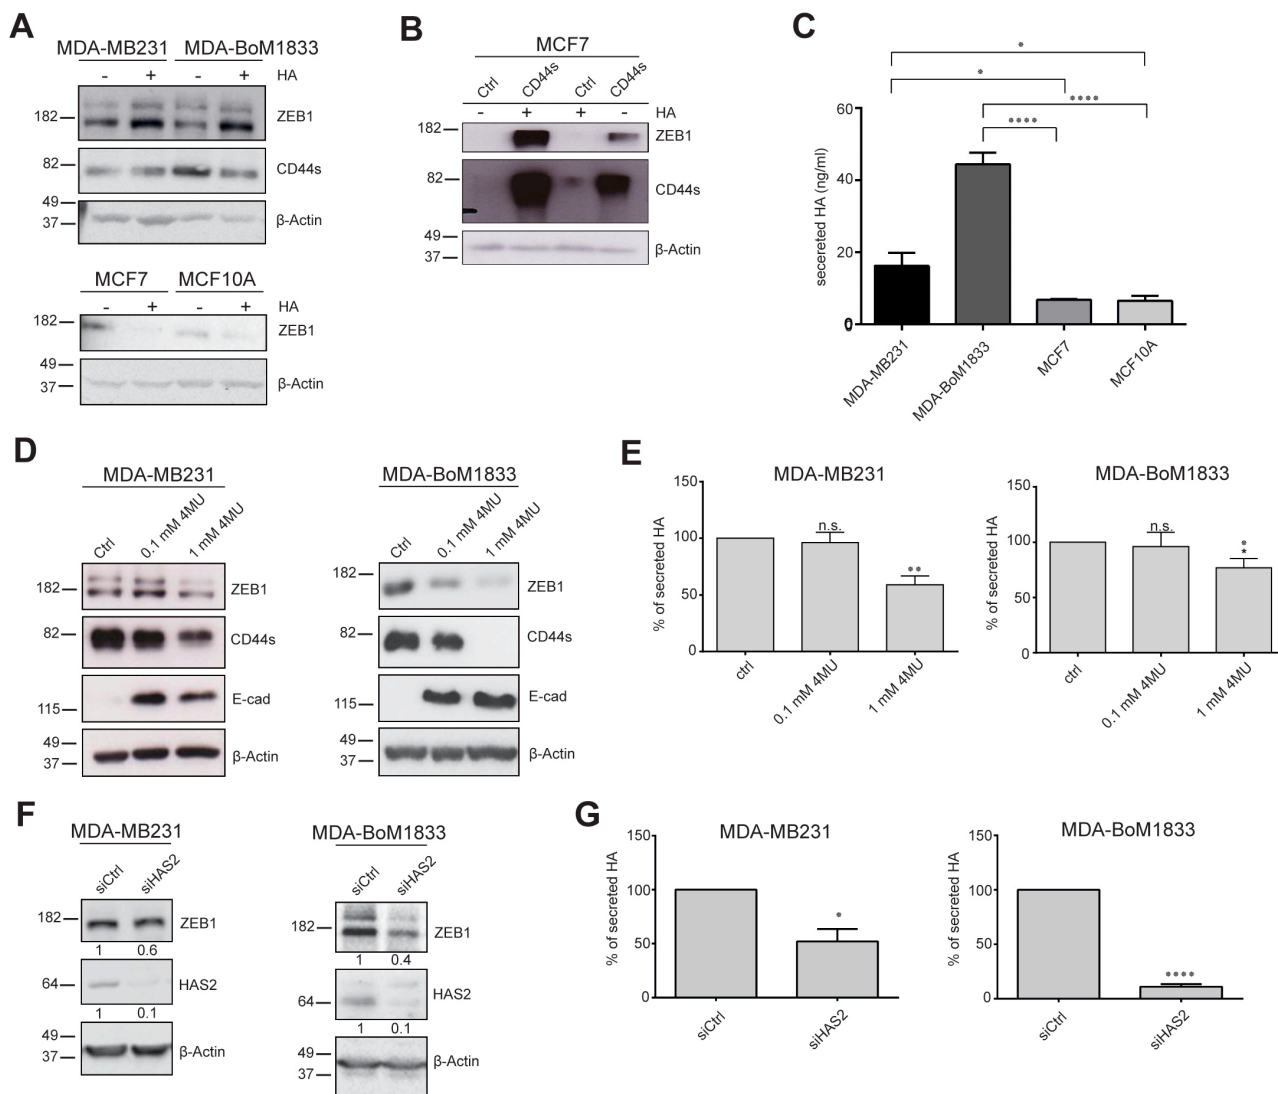 A
MDA-MB231 MDA-BoM1833
- + - + HA
182 ZEB1
82 CD44s
49
37 β-Actin
MCF7 MCF10A
- + - + HA
182 ZEB1
49
37 β-Actin
B
MCF7
Ctrl CD44s Ctrl CD44s
- + + - HA
182 ZEB1
82 CD44s
49
37 β-Actin
C
* 
*
****
****
secereted HA (ng/ml)
60
40
20
0
MDA-MB231 MDA-BoM1833 MCF7 MCF10A
D
MDA-MB231
Ctrl 0.1 mM 4MU 1 mM 4MU
182 ZEB1
82 CD44s
115 E-cad
49
37 β-Actin
MDA-BoM1833
Ctrl 0.1 mM 4MU 1 mM 4MU
182 ZEB1
82 CD44s
115 E-cad
49
37 β-Actin
E
MDA-MB231
% of secreted HA
150
100
50
0
n.s.
**
ctrl 0.1 mM 4MU 1 mM 4MU
MDA-BoM1833
% of secreted HA
150
100
50
0
n.s.
*
*
ctrl 0.1 mM 4MU 1 mM 4MU
F
MDA-MB231
siCtrl siHAS2
182 ZEB1
1 0.6
64 HAS2
1 0.1
49
37 β-Actin
MDA-BoM1833
siCtrl siHAS2
182 ZEB1
1 0.4
64 HAS2
1 0.1
49
37 β-Actin
G
MDA-MB231
% of secreted HA
150
100
50
0
*
siCtrl siHAS2
MDA-BoM1833
% of secreted HA
150
100
50
0
****
siCtrl siHAS2